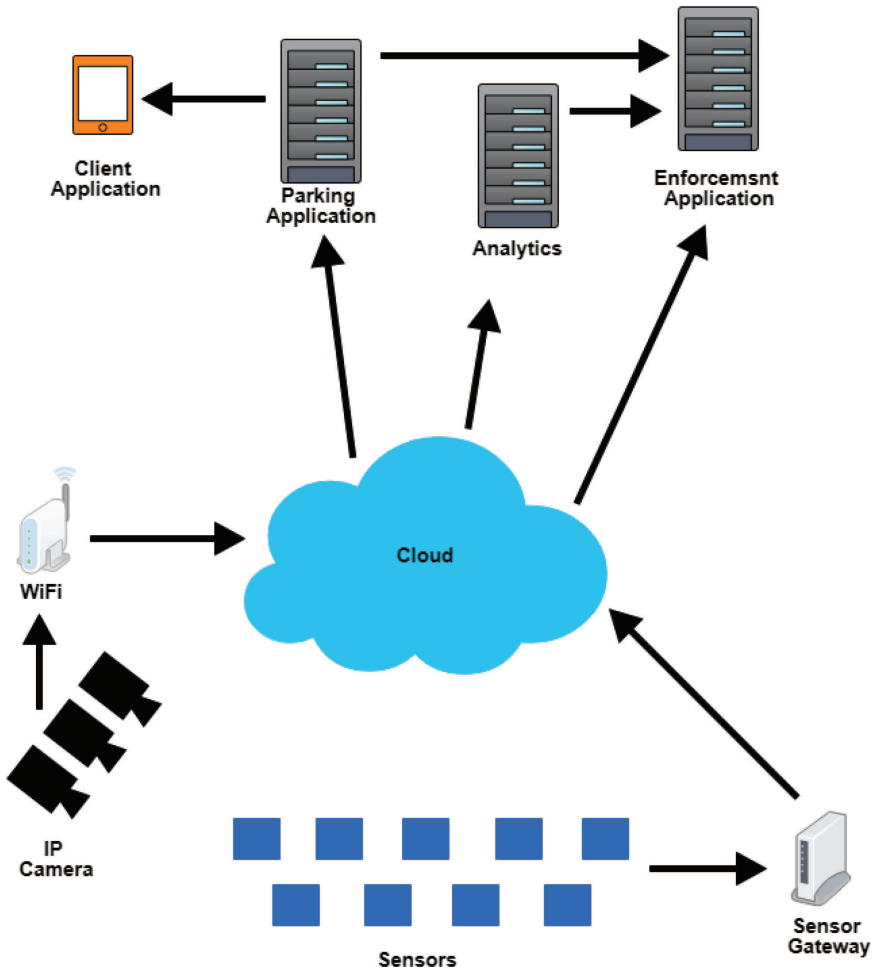 Client
Application
Parking
Application
Analytics
Enforcemsnt
Application
Cloud
WiFi
IP
Camera
Sensors
Sensor
Gateway